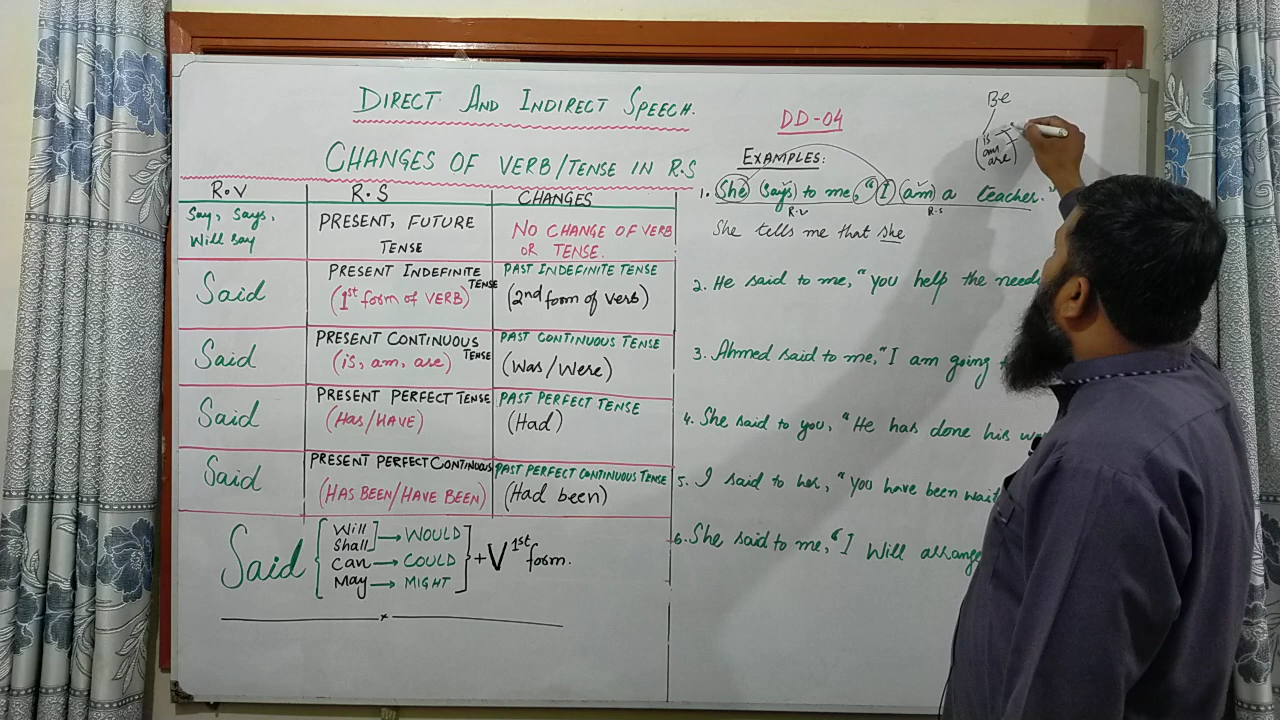 DIRECT AND INDIRECT SPEECH.
DD-04
CHANGES OF VERB/TENSE IN R.S
R.V R.S CHANGES
Say, Says, Will say
PRESENT, FUTURE TENSE
NO CHANGE OF VERB OR TENSE.
Said
PRESENT INDEFINITE TENSE
(1st form of VERB)
PAST INDEFINITE TENSE
(2nd form of verb)
Said
PRESENT CONTINUOUS TENSE
(is, am, are)
PAST CONTINUOUS TENSE
(Was/Were)
Said
PRESENT PERFECT TENSE
(Has/HAVE)
PAST PERFECT TENSE
(Had)
Said
PRESENT PERFECT CONTINUOUS
(HAS BEEN/HAVE BEEN)
PAST PERFECT CONTINUOUS TENSE
(Had been)
Said
Will
Shall → WOULD
can → COULD
May → MIGHT
+ V 1st form.
Be
is
am
are
EXAMPLES:
1. She (says) to me, "I (am) a teacher."
R.V R.S
She tells me that she
2. He said to me, "you help the
3. Ahmed said to me, "I am going
4. She said to you, "He has done his
5. I said to her, "you have been
6. She said to me, "I Will